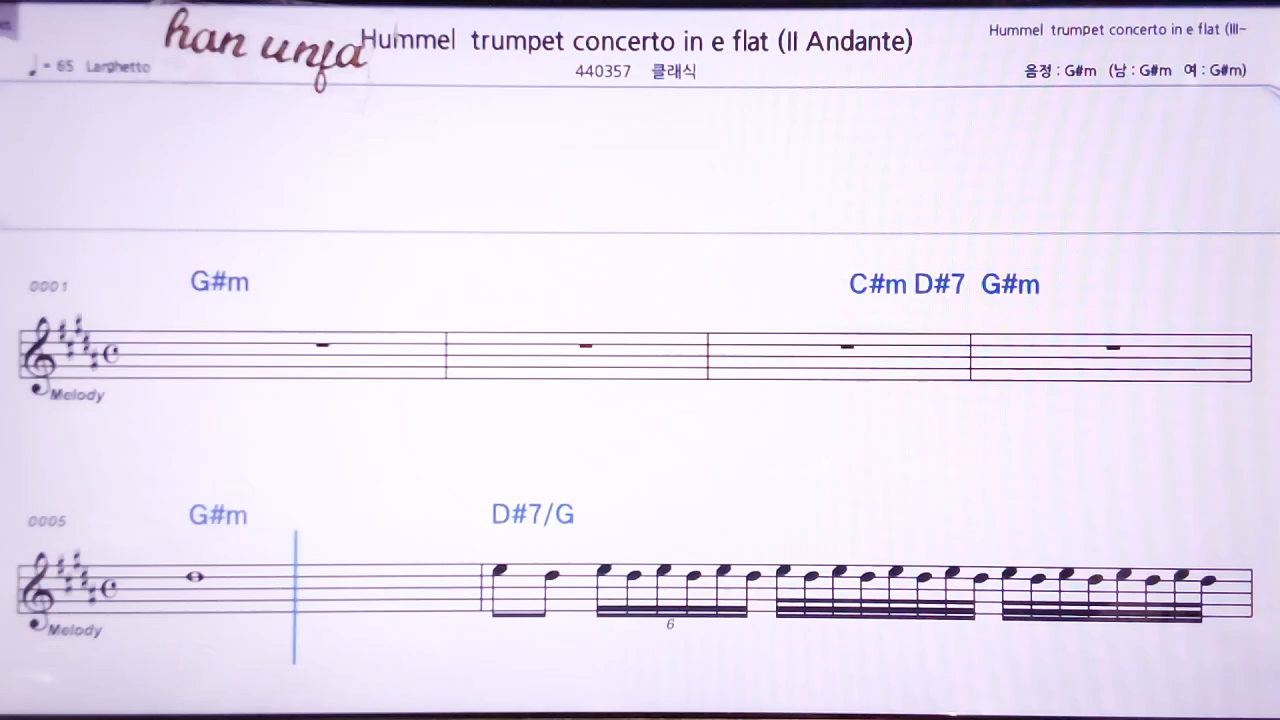 han unfa
Hummel trumpet concerto in e flat (II Andante)
Hummel trumpet concerto in e flat (III-
♩= 65 Larghetto
440357 클래식
음정 : G#m (남 : G#m 여 : G#m)
0001
G#m C#m D#7 G#m
Melody
0005
G#m D#7/G
Melody
6